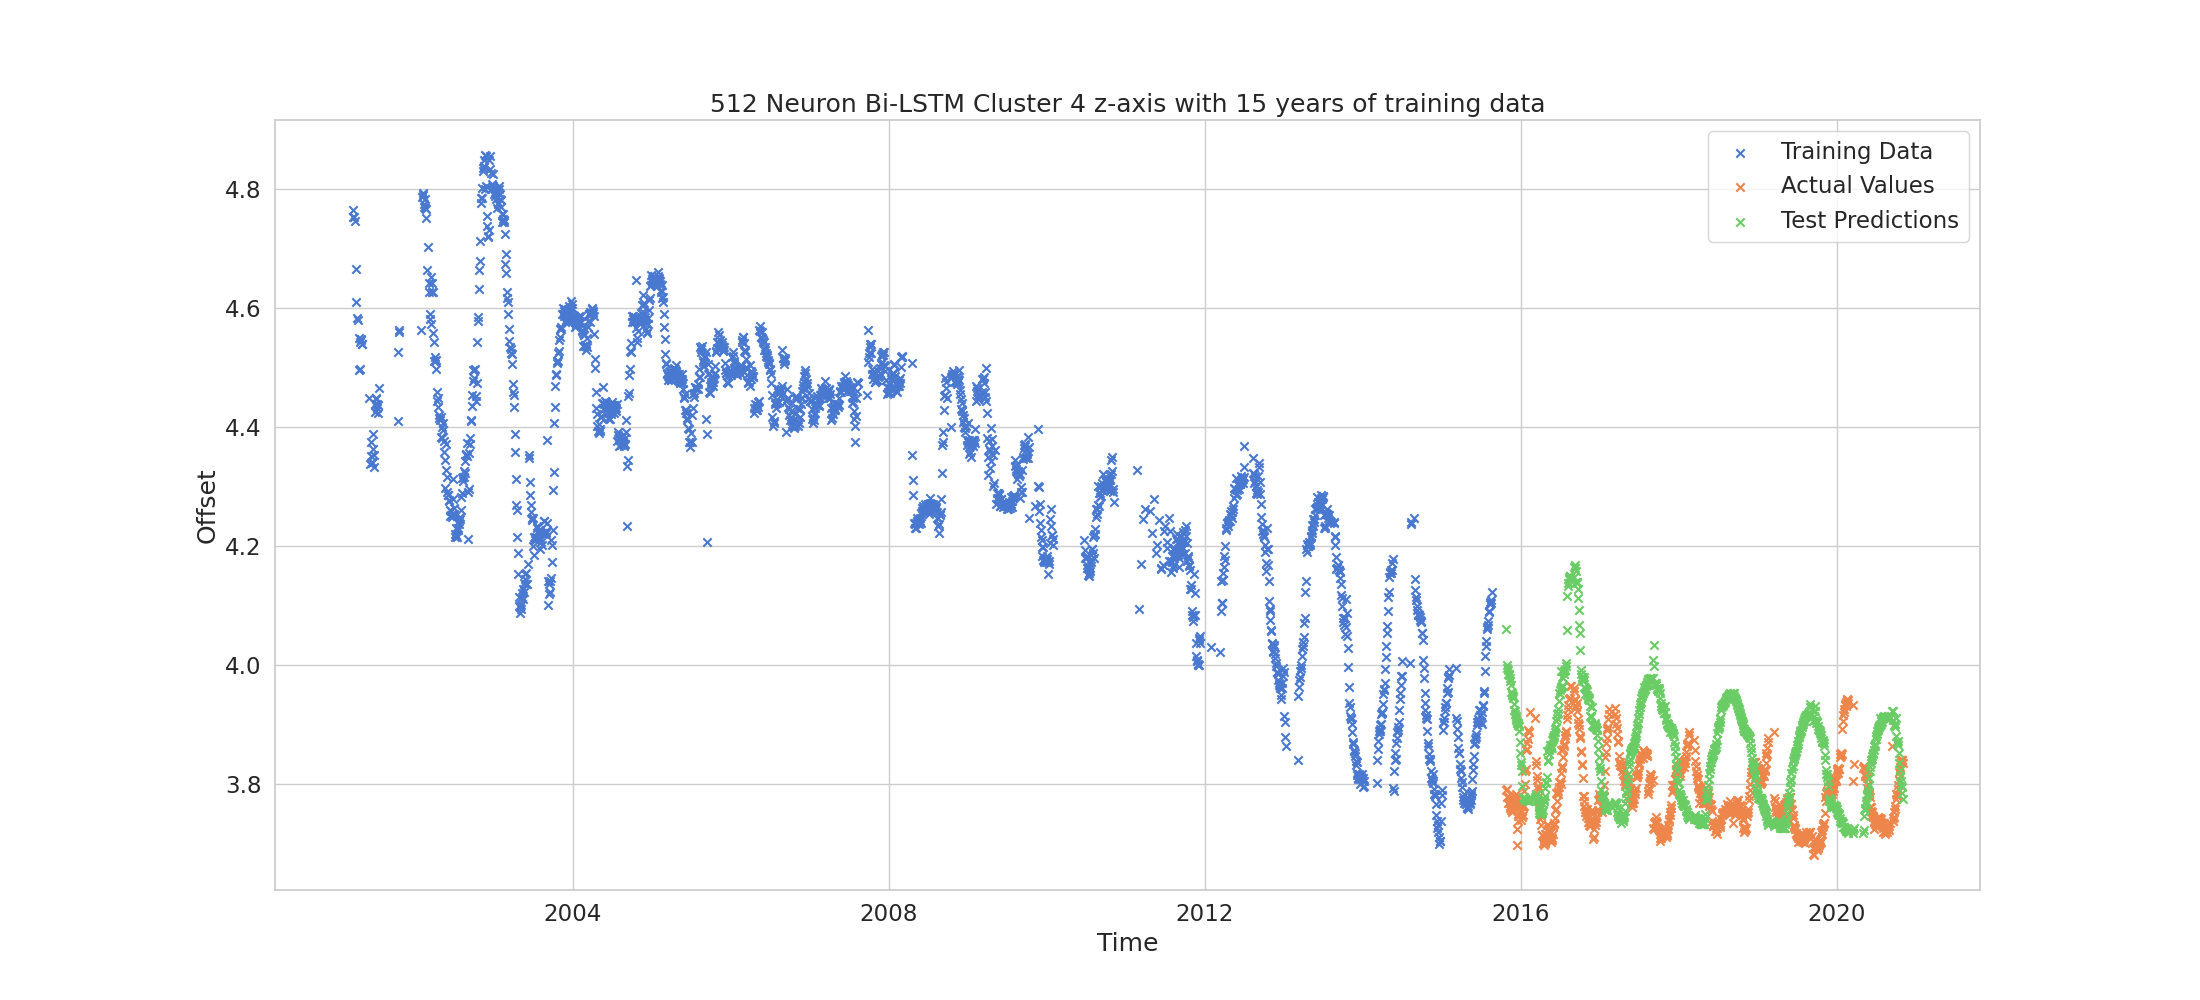 512 Neuron Bi-LSTM Cluster 4 z-axis with 15 years of training data
Training Data
Actual Values
Test Predictions
4.8
4.6
4.4
4.2
4.0
3.8
Offset
2004
2008
2012
2016
2020
Time